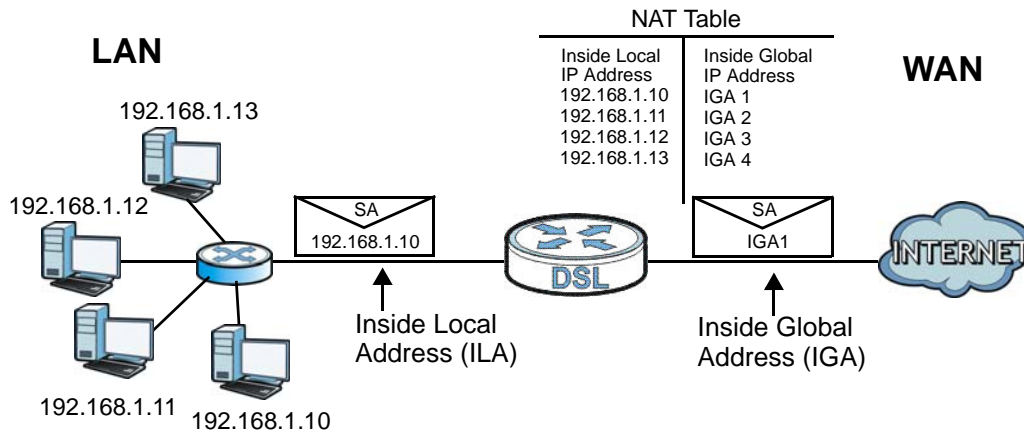 NAT Table
LAN
WAN
Inside Local
IP Address
192.168.1.10
192.168.1.11
192.168.1.12
192.168.1.13
Inside Global
IP Address
IGA 1
IGA 2
IGA 3
IGA 4
192.168.1.13
192.168.1.12
192.168.1.11
192.168.1.10
SA
192.168.1.10
Inside Local
Address (ILA)
DSL
SA
IGA1
Inside Global
Address (IGA)
INTERNET